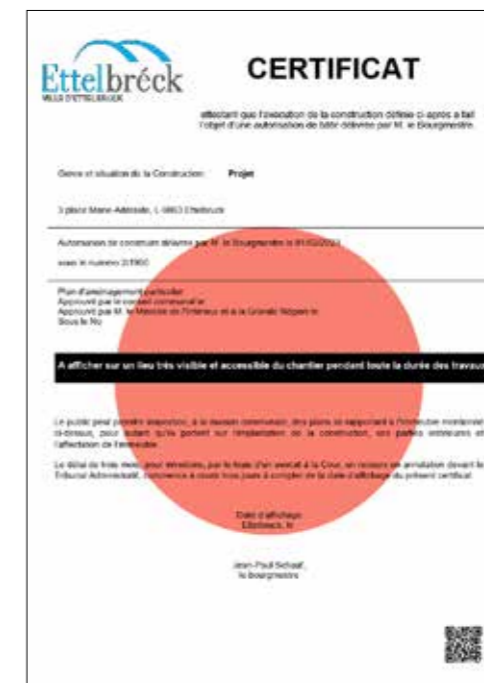 Ettelbréck
VILLE D'ETTELBRUCK
CERTIFICAT
attestant que l'exécution de la construction définie ci-après a fait
l'objet d'une autorisation de bâtir délivrée par M. le Bourgmestre.
Genre et situation de la Construction: Projet
3 place Marie-Adélaïde, L-9063 Ettelbruck
Autorisation de construire délivrée par M. le Bourgmestre le
sous le numéro
Plan d'aménagement particulier
Approuvé par le conseil communal le
Approuvé par M. le Ministre de l'Intérieur et à la Grande Région le
Sous le No
A afficher sur un lieu très visible et accessible du chantier pendant toute la durée des travaux
Le public peut prendre inspection, à la maison communale, des plans se rapportant à l'immeuble mentionné
ci-dessus, pour autant qu'ils portent sur l'implantation de la construction, ses parties extérieures et
l'affectation de l'immeuble.
Le délai de trois mois pour introduire, par le biais d'un avocat à la Cour, un recours en annulation devant le
Tribunal Administratif, commence à courir trois jours à compter de la date d'affichage du présent certificat.
Date d'affichage
Ettelbruck, le
Jean-Paul Schaaf,
le bourgmestre